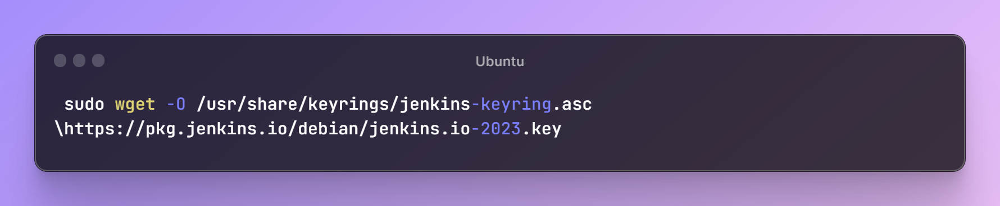 Ubuntu
sudo wget -O /usr/share/keyrings/jenkins-keyring.asc
\https://pkg.jenkins.io/debian/jenkins.io-2023.key